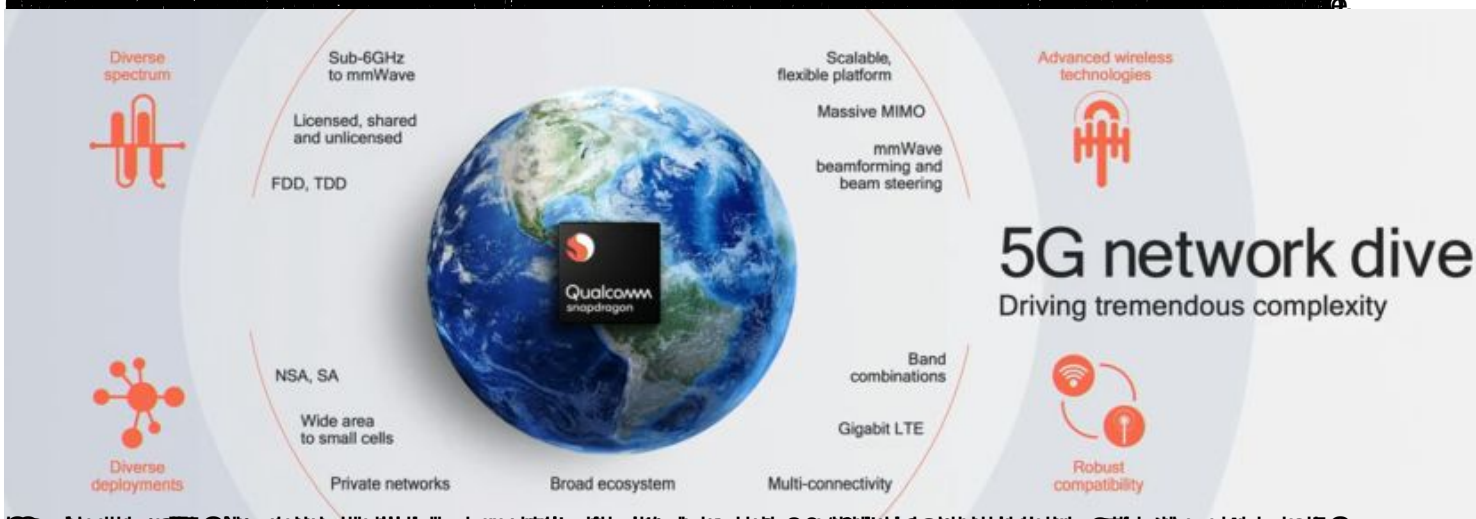 Diverse
spectrum
Sub-6GHz
to mmWave
Licensed, shared
and unlicensed
FDD, TDD
Scalable,
flexible platform
Massive MIMO
mmWave
beamforming and
beam steering
Advanced wireless
technologies
Qualcomm
snapdragon
5G network dive
Driving tremendous complexity
NSA, SA
Wide area
to small cells
Private networks
Diverse
deployments
Broad ecosystem
Band
combinations
Gigabit LTE
Multi-connectivity
Robust
compatibility